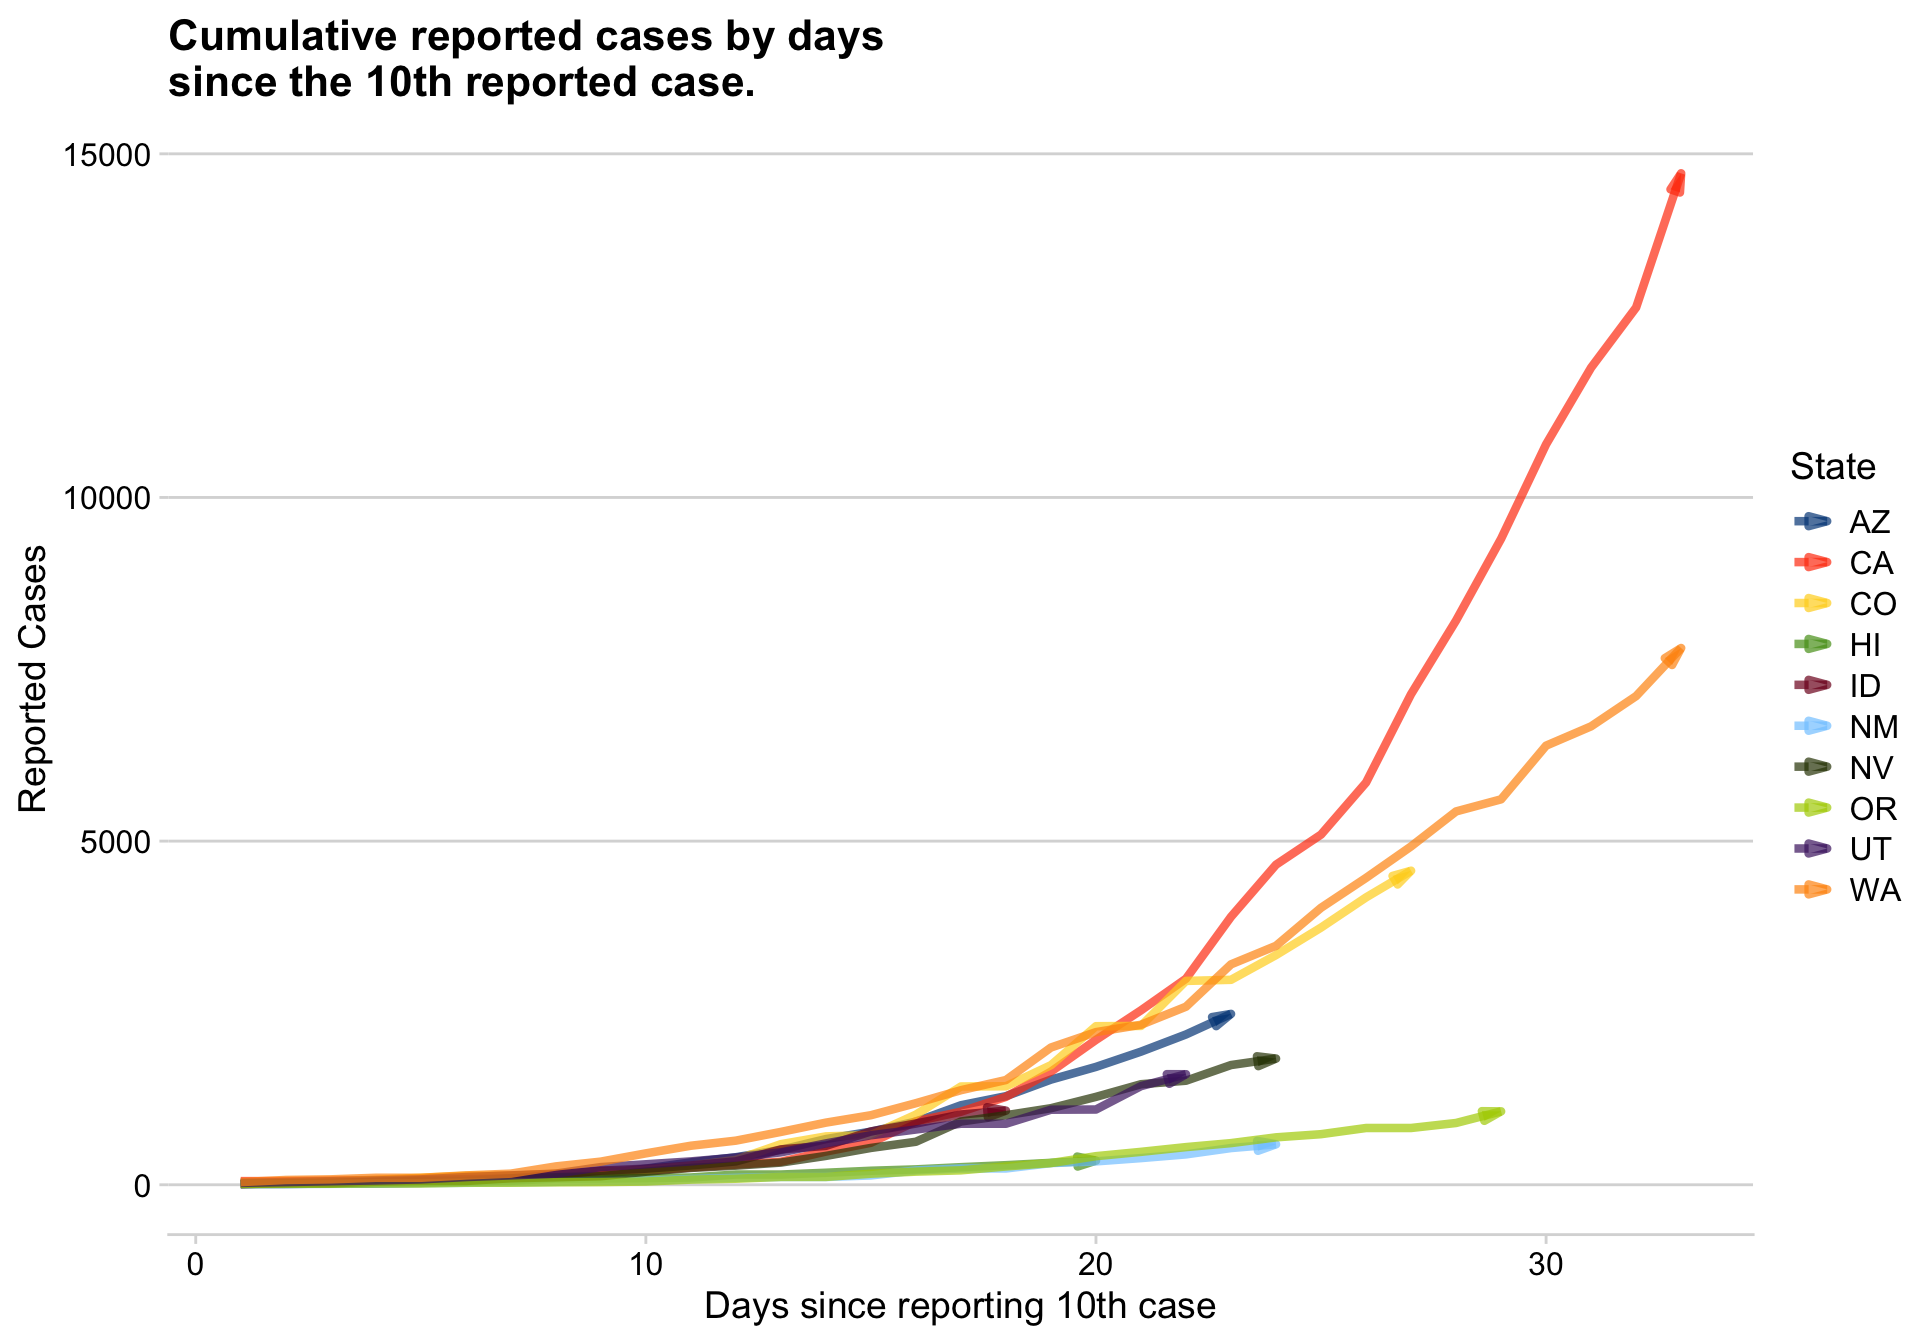 Cumulative reported cases by days
since the 10th reported case.
15000
10000
5000
0
Reported Cases
0 10 20 30
Days since reporting 10th case
State
AZ
CA
CO
HI
ID
NM
NV
OR
UT
WA